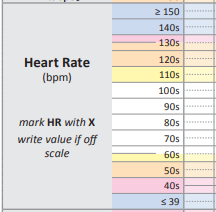 Heart Rate
(bpm)
mark HR with X
write value if off
scale
≥ 150
140s
130s
120s
110s
100s
90s
80s
70s
60s
50s
40s
≤ 39